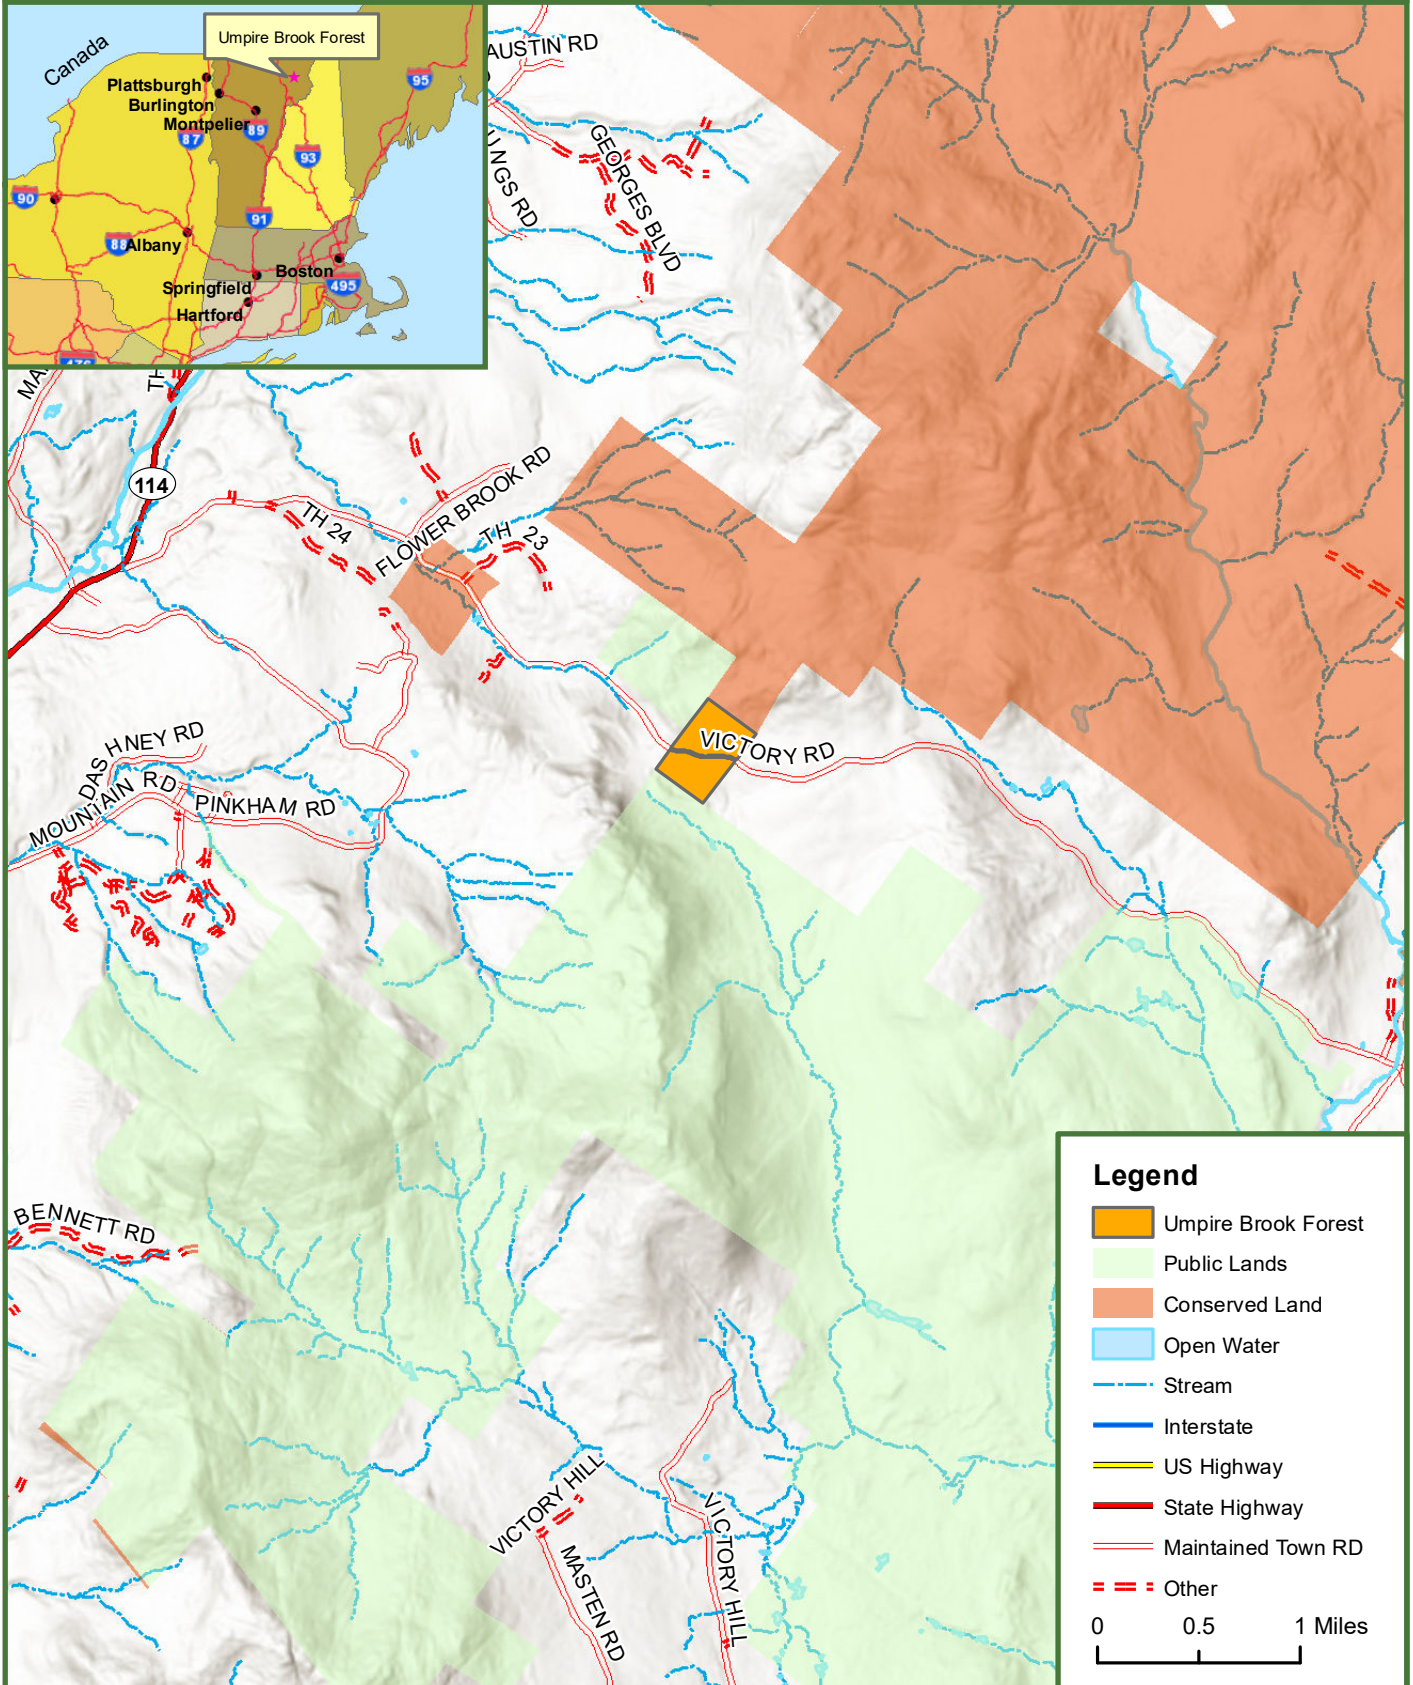 Canada
Umpire Brook Forest
Plattsburgh
Burlington
Montpelier
95
87
89
93
90
91
88
Albany
Boston
495
Springfield
Hartford
AUSTIN RD
GEORGES BLVD
114
FLOWER BROOK RD
TH 24
TH 23
VICTORY RD
DASHNEY RD
MOUNTAIN RD
PINKHAM RD
BENNETT RD
VICTORY HILL
MASTEN RD
VICTORY HILL
Legend
Umpire Brook Forest
Public Lands
Conserved Land
Open Water
Stream
Interstate
US Highway
State Highway
Maintained Town RD
Other
0 0.5 1 Miles